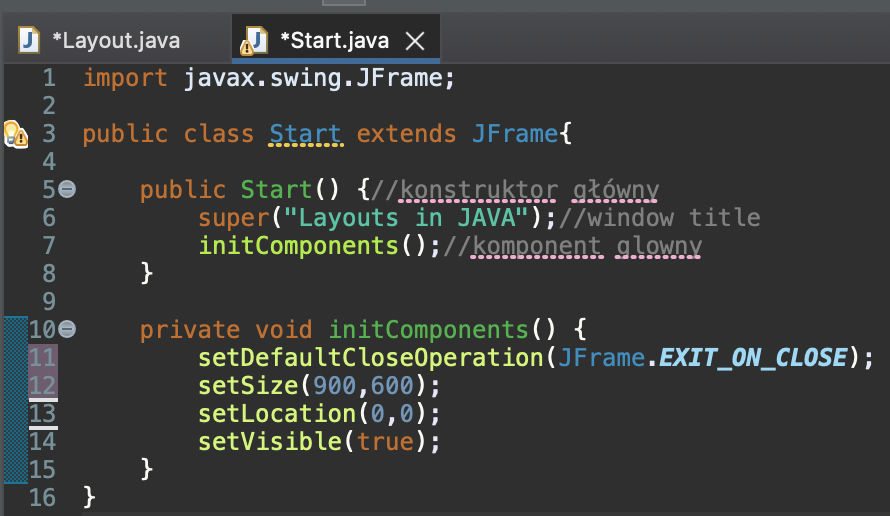 *Layout.java
*Start.java
1 import javax.swing.JFrame;
2
3 public class Start extends JFrame{
4
5 public Start() {//konstruktor główny
6 super("Layouts in JAVA");//window title
7 initComponents();//komponent glowny
8 }
9
10 private void initComponents() {
11 setDefaultCloseOperation(JFrame.EXIT_ON_CLOSE);
12 setSize(900,600);
13 setLocation(0,0);
14 setVisible(true);
15 }
16 }